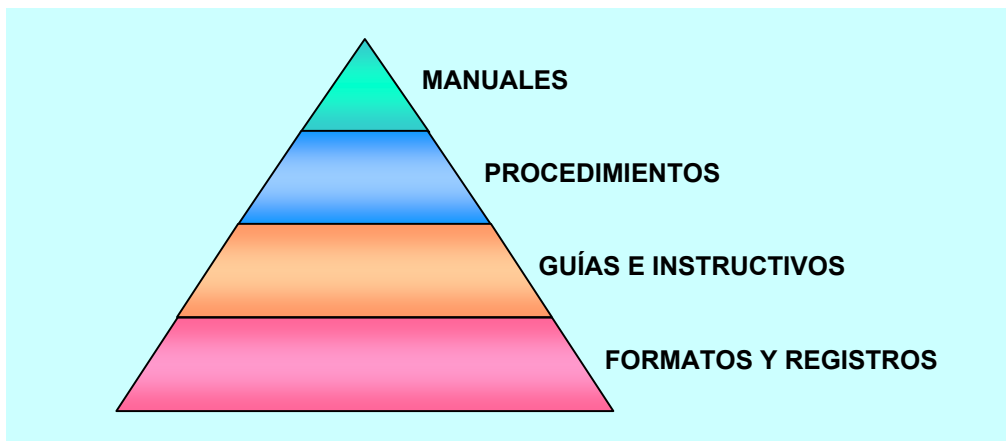 MANUALES
PROCEDIMIENTOS
GUÍAS E INSTRUCTIVOS
FORMATOS Y REGISTROS